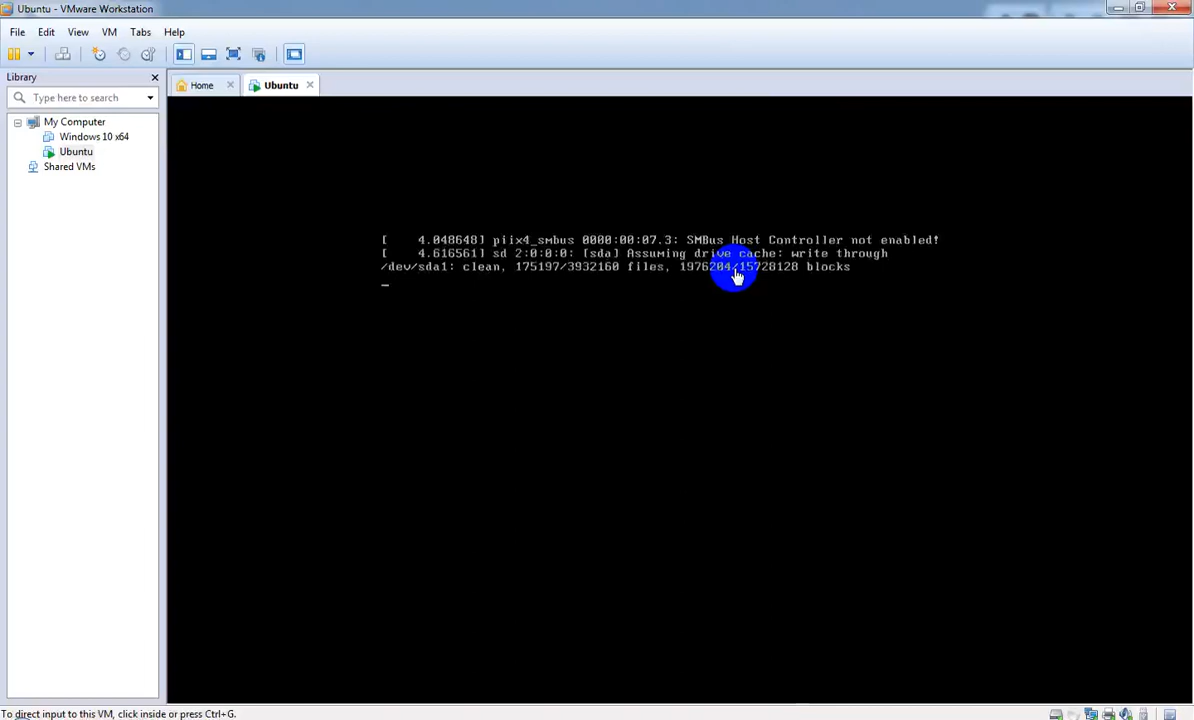 Ubuntu - VMware Workstation
File Edit View VM Tabs Help
Library
Type here to search
My Computer
Windows 10 x64
Ubuntu
Shared VMs
Home
Ubuntu
[    4.048648] piix4_smbus 0000:00:07.3: SMBus Host Controller not enabled!
[    4.616561] sd 2:0:0:0: [sda] Assuming drive cache: write through
/dev/sda1: clean, 175197/3932160 files, 1976204/15728128 blocks
_
To direct input to this VM, click inside or press Ctrl+G.